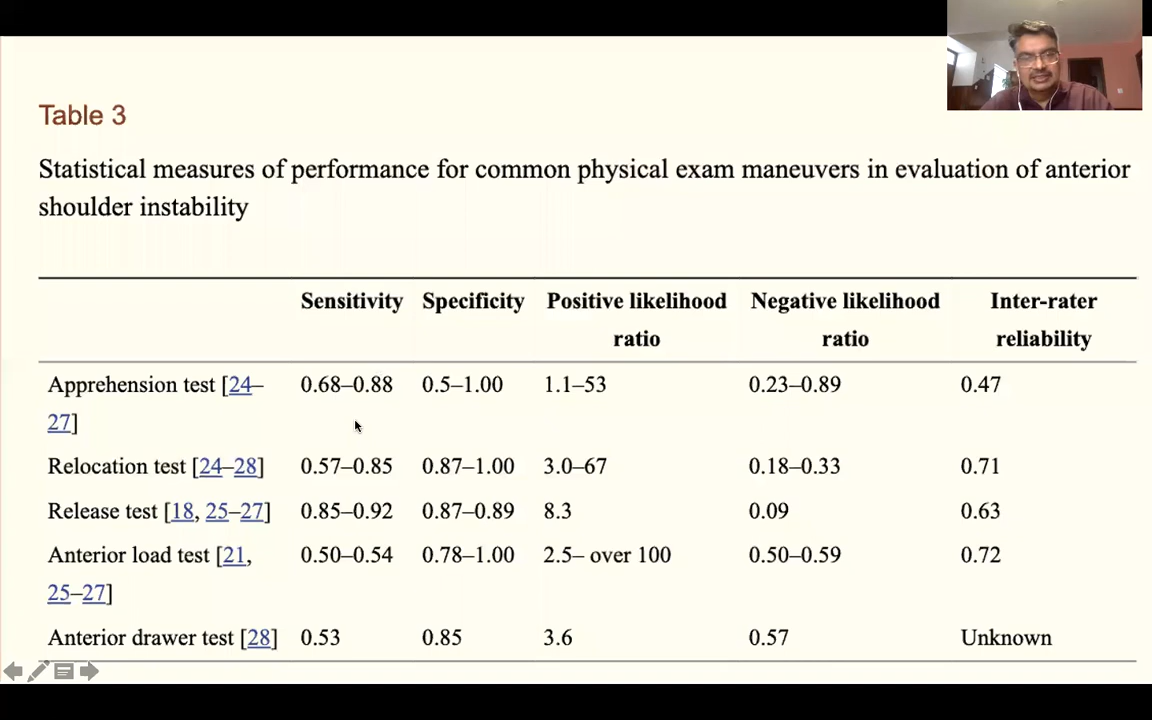 Table 3
Statistical measures of performance for common physical exam maneuvers in evaluation of anterior
shoulder instability
Sensitivity Specificity Positive likelihood ratio Negative likelihood ratio Inter-rater reliability
Apprehension test [24–27] 0.68–0.88 0.5–1.00 1.1–53 0.23–0.89 0.47
Relocation test [24–28] 0.57–0.85 0.87–1.00 3.0–67 0.18–0.33 0.71
Release test [18, 25–27] 0.85–0.92 0.87–0.89 8.3 0.09 0.63
Anterior load test [21, 25–27] 0.50–0.54 0.78–1.00 2.5– over 100 0.50–0.59 0.72
Anterior drawer test [28] 0.53 0.85 3.6 0.57 Unknown